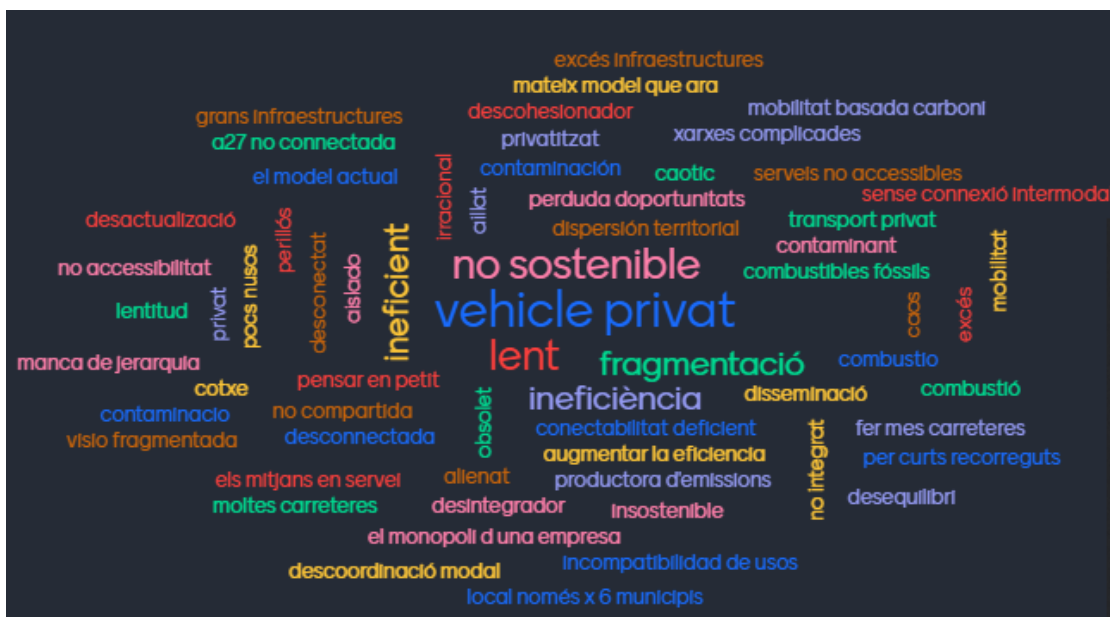 excés infraestructures
mateix model que ara
grans infraestructures
descohesionador
mobilitat basada carboni
a27 no connectada
privatitzat
xarxes complicades
el model actual
irracional
aillat
contaminación
caotic
serveis no accessibles
perduda doportunitats
sense connexió intermoda
desactualització
perillós
dispersión territorial
transport privat
no accessibilitat
pocs nusos
desconectat
aislado
ineficient
no sostenible
contaminant
combustibles fóssils
mobilitat
lentitud
privat
vehicle privat
caos
excés
manca de jerarquia
lent
fragmentació
combustio
cotxe
pensar en petit
ineficiència
disseminació
combustió
contaminacio
no compartida
obsolet
conectabilitat deficient
no integrat
fer mes carreteres
visio fragmentada
desconnectada
augmentar la eficiencia
per curts recorreguts
els mitjans en servei
alienat
productora d'emissions
desequilibri
moltes carreteres
desintegrador
insostenible
el monopoli d una empresa
descoordinació modal
incompatibilidad de usos
local només x 6 municipis